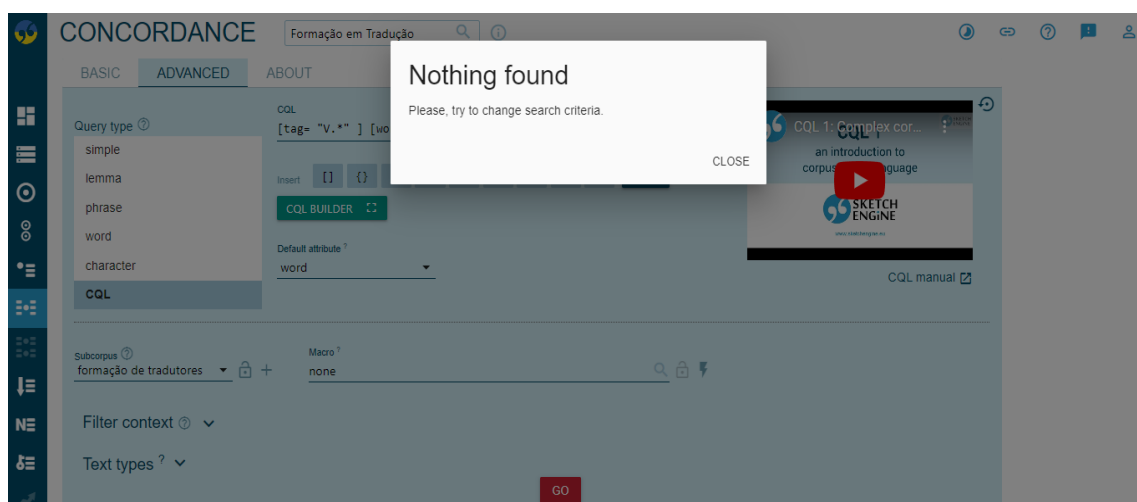 CONCORDANCE
Formação em Tradução
BASIC ADVANCED ABOUT
Nothing found
Please, try to change search criteria.
CLOSE
Query type ?
simple
lemma
phrase
word
character
CQL
CQL
[tag= "V.*" ] [wo
Insert [] {}
CQL BUILDER
Default attribute ?
word
CQL 1: Complex cor...
CQL 1
an introduction to
corpus guage
SKETCH
ENGINE
www.sketchengine.eu
CQL manual
Subcorpus ?
formação de tradutores
Macro ?
none
Filter context ?
Text types ?
GO